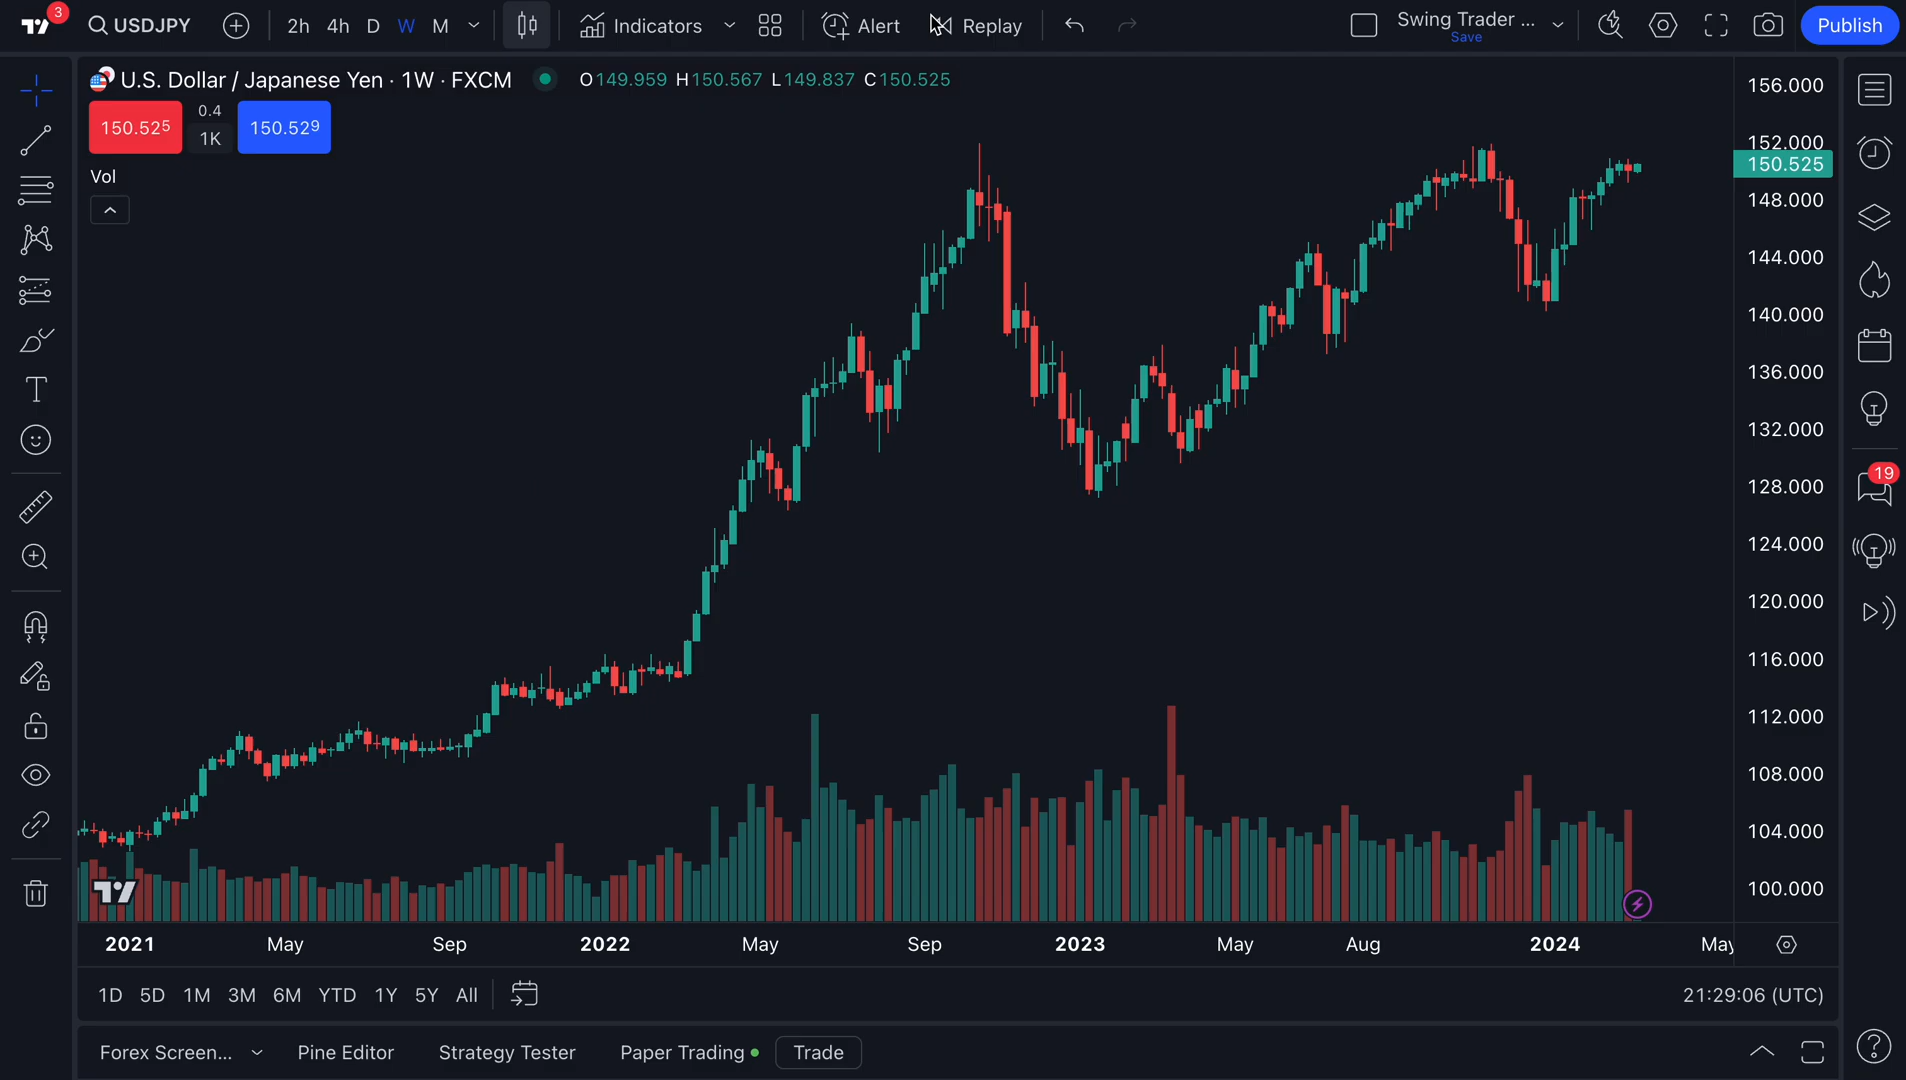 3
USDJPY
2h 4h D W M
Indicators
Alert
Replay
Swing Trader ...
Save
Publish
U.S. Dollar / Japanese Yen · 1W · FXCM
O149.959 H150.567 L149.837 C150.525
150.525
0.4
1K
150.529
Vol
156.000
152.000
150.525
148.000
144.000
140.000
136.000
132.000
128.000
124.000
120.000
116.000
112.000
108.000
104.000
100.000
19
2021 May Sep 2022 May Sep 2023 May Aug 2024 May
1D 5D 1M 3M 6M YTD 1Y 5Y All
21:29:06 (UTC)
Forex Screen... Pine Editor Strategy Tester Paper Trading Trade